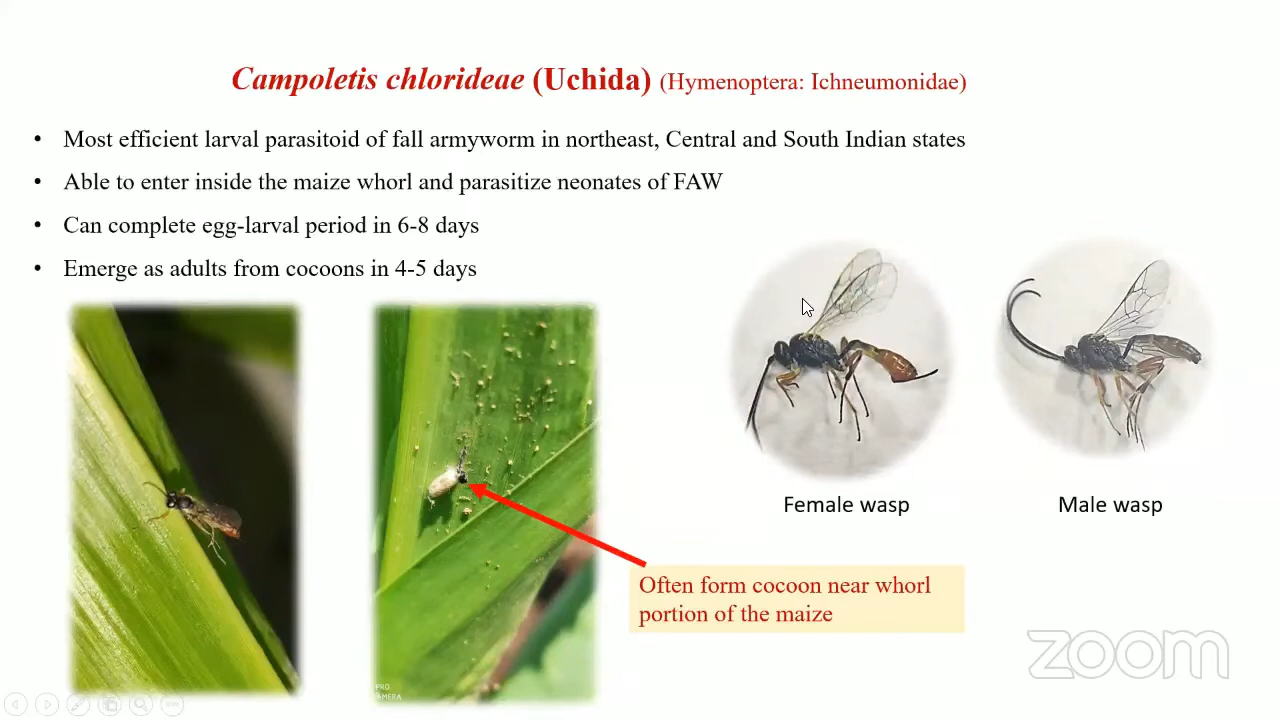 Campoletis chlorideae (Uchida) (Hymenoptera: Ichneumonidae)
• Most efficient larval parasitoid of fall armyworm in northeast, Central and South Indian states
• Able to enter inside the maize whorl and parasitize neonates of FAW
• Can complete egg-larval period in 6-8 days
• Emerge as adults from cocoons in 4-5 days
Female wasp
Male wasp
Often form cocoon near whorl
portion of the maize
PRO
CAMERA
zoom